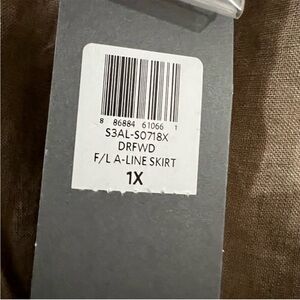 8 86884 61066 1
S3AL-S0718X
DRFWD
F/L A-LINE SKIRT
1X